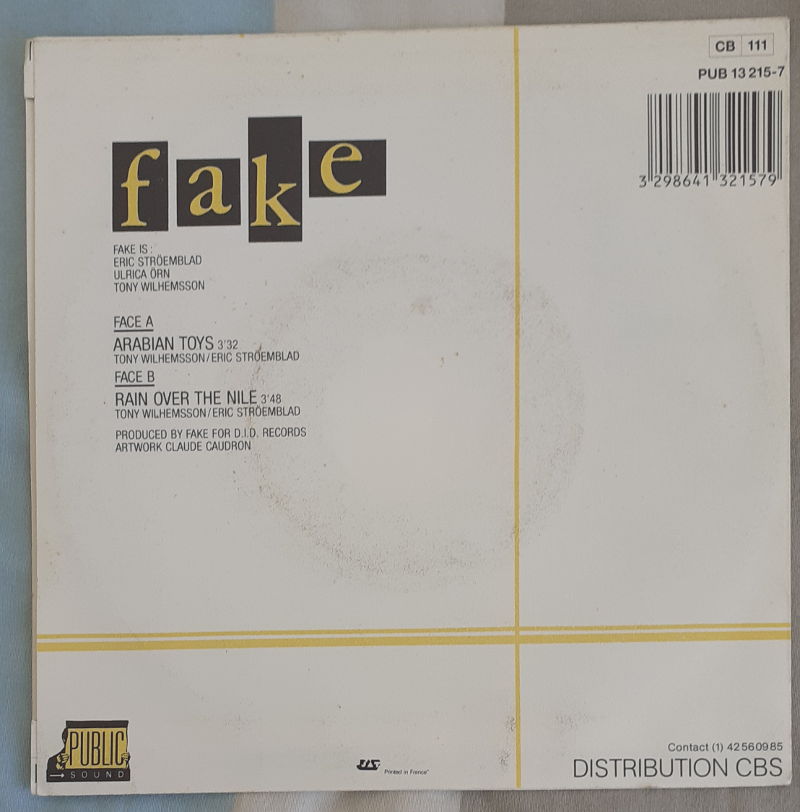 CB 111
PUB 13 215-7
3 298641 321579
fake
FAKE IS :
ERIC STRÖEMBLAD
ULRICA ÖRN
TONY WILHEMSSON
FACE A
ARABIAN TOYS 3'32
TONY WILHEMSSON/ERIC STRÖEMBLAD
FACE B
RAIN OVER THE NILE 3'48
TONY WILHEMSSON/ERIC STRÖEMBLAD
PRODUCED BY FAKE FOR D.I.D. RECORDS
ARTWORK CLAUDE CAUDRON
PUBLIC
SOUND
Printed in France
Contact (1) 42560985
DISTRIBUTION CBS